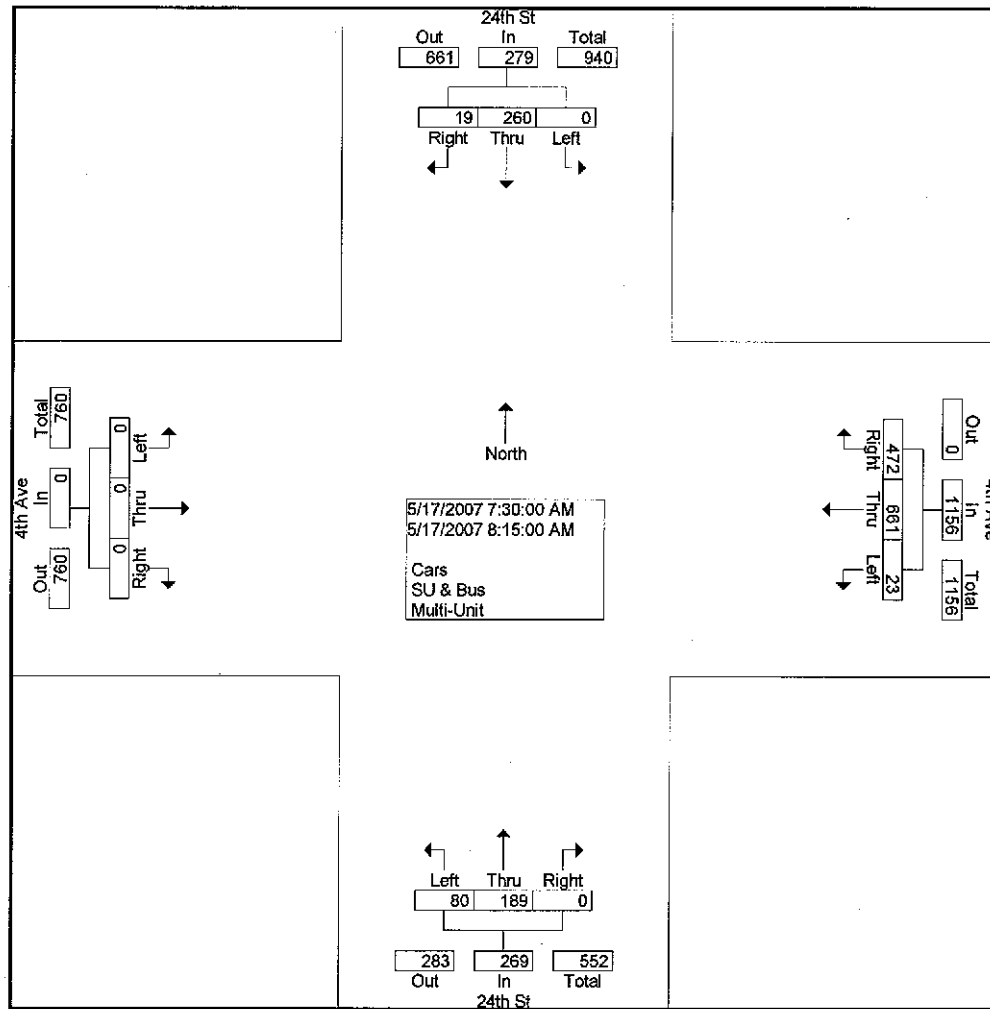 24th St
Out In Total
661 279 940
19 260 0
Right Thru Left
4th Ave
Total In Out
760 0 760
0 0 0
Left Thru Right
North
5/17/2007 7:30:00 AM
5/17/2007 8:15:00 AM
Cars
SU & Bus
Multi-Unit
Right Thru Left
472 661 23
Out In Total
0 1156 1156
Left Thru Right
80 189 0
283 269 552
Out In Total
24th St